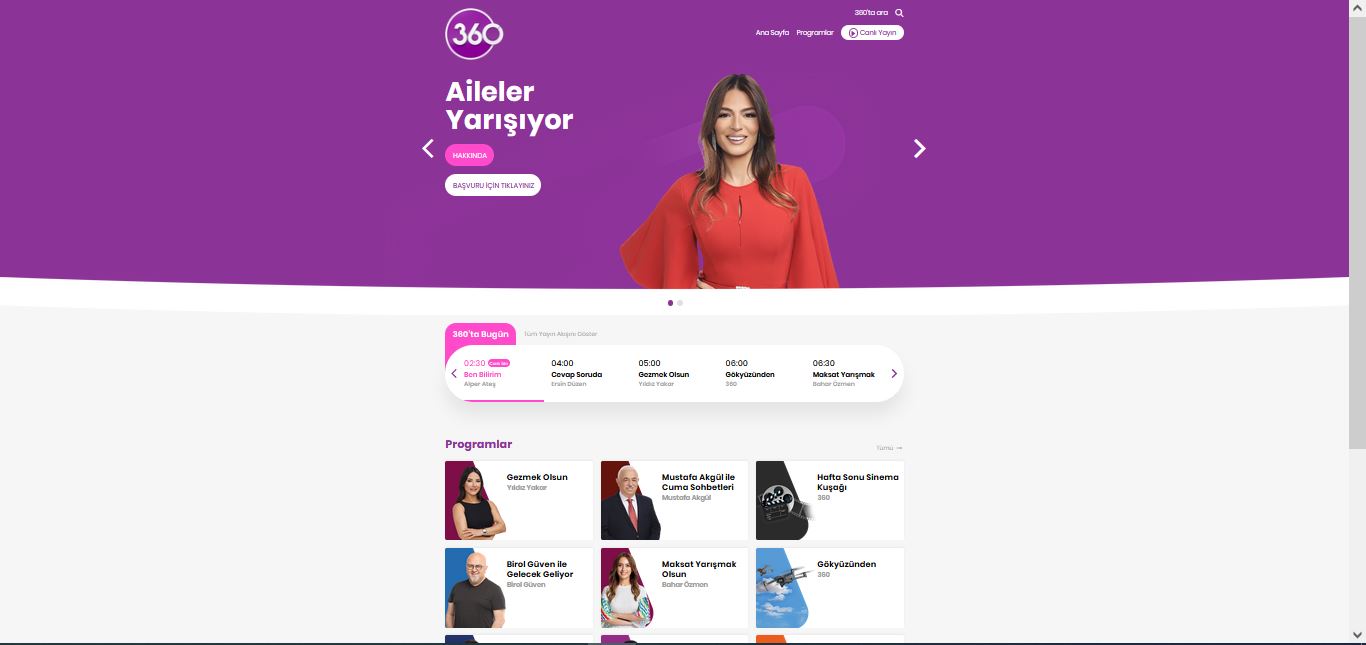 360
360'ta ara
Ana Sayfa
Programlar
Canlı Yayın
Aileler
Yarışıyor
HAKKINDA
BAŞVURU İÇİN TIKLAYINIZ
360'ta Bugün
Tüm Yayın Akışını Göster
02:30
Ben Bilirim
Alper Ateş
04:00
Cevap Soruda
Ersin Düzen
05:00
Gezmek Olsun
Yıldız Yakar
06:00
Gökyüzünden
360
06:30
Maksat Yarışmak
Bahar Özmen
Programlar
Tümü →
Gezmek Olsun
Yıldız Yakar
Mustafa Akgül ile
Cuma Sohbetleri
Mustafa Akgül
Hafta Sonu Sinema
Kuşağı
360
Birol Güven ile
Gelecek Geliyor
Birol Güven
Maksat Yarışmak
Olsun
Bahar Özmen
Gökyüzünden
360